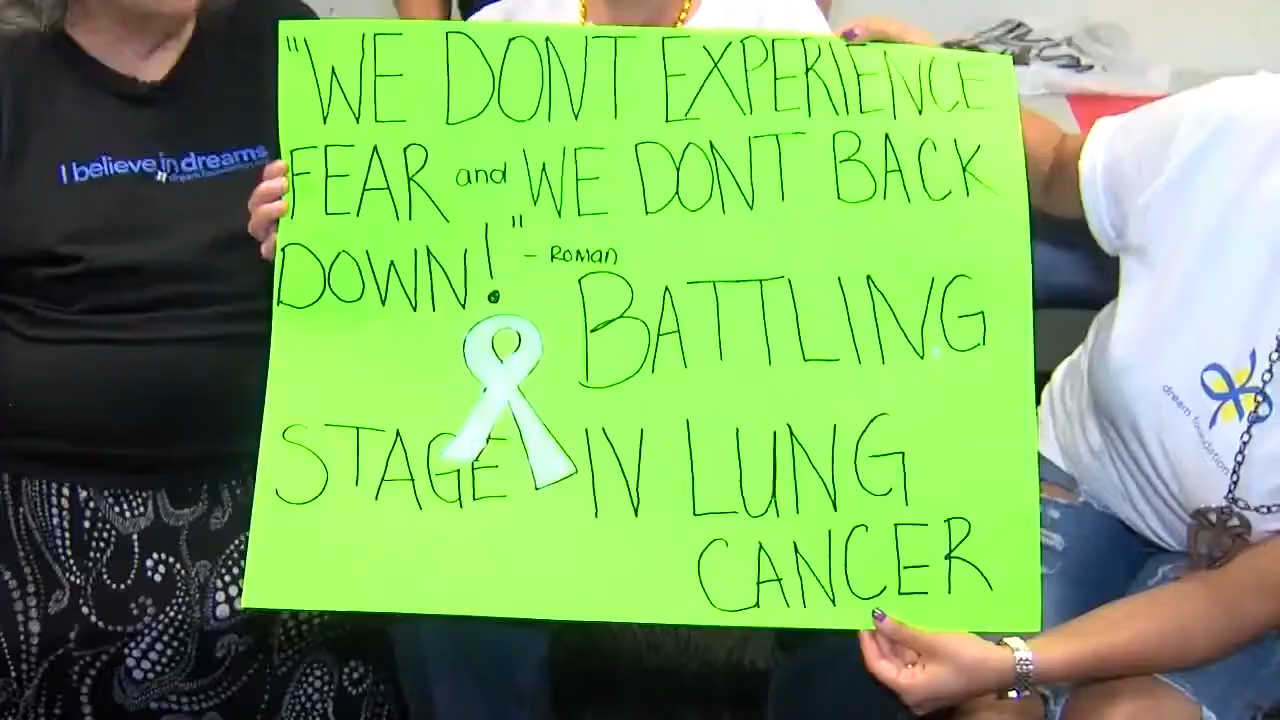 "WE DONT EXPERIENCE
FEAR and WE DONT BACK
DOWN!" - ROMAN
BATTLING
STAGE IV LUNG
CANCER
I believe in dreams
dream foundation